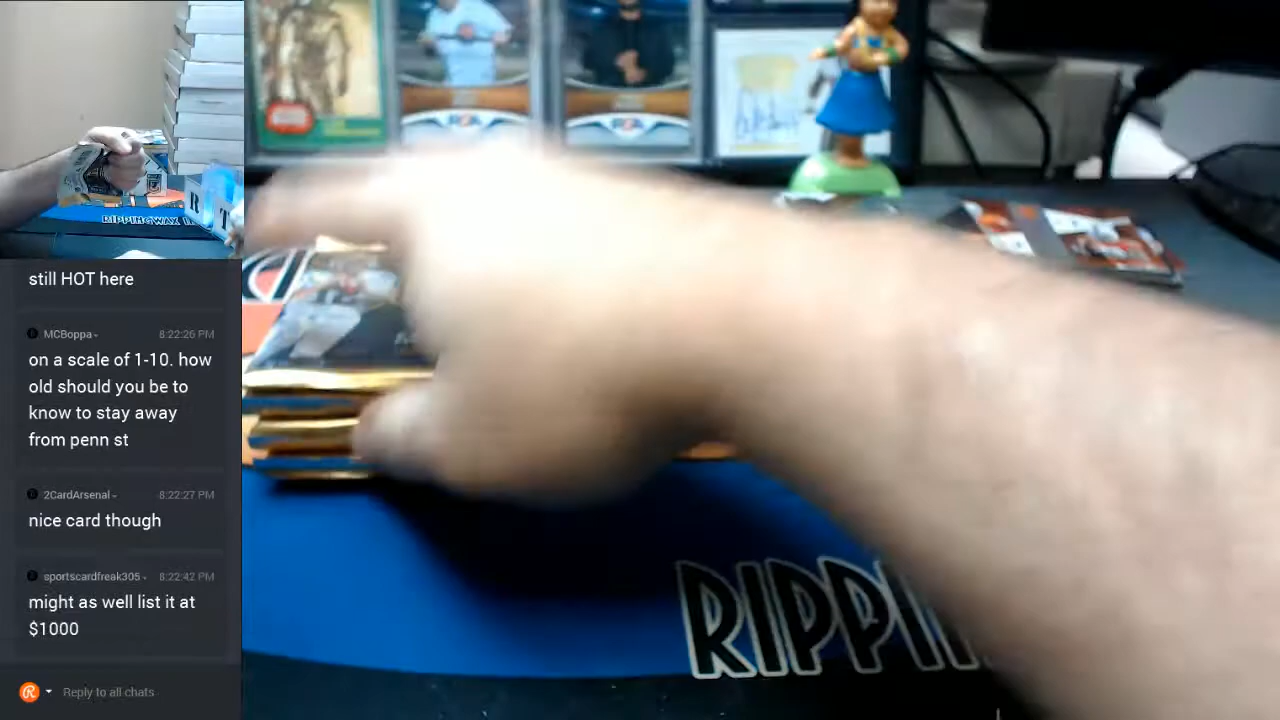 RIPPINGWAX
R T
still HOT here
MCBoppa 8:22:26 PM
on a scale of 1-10. how
old should you be to
know to stay away
from penn st
2CardArsenal 8:22:27 PM
nice card though
sportscardfreak305 8:22:42 PM
might as well list it at
$1000
Reply to all chats
RIPPIN